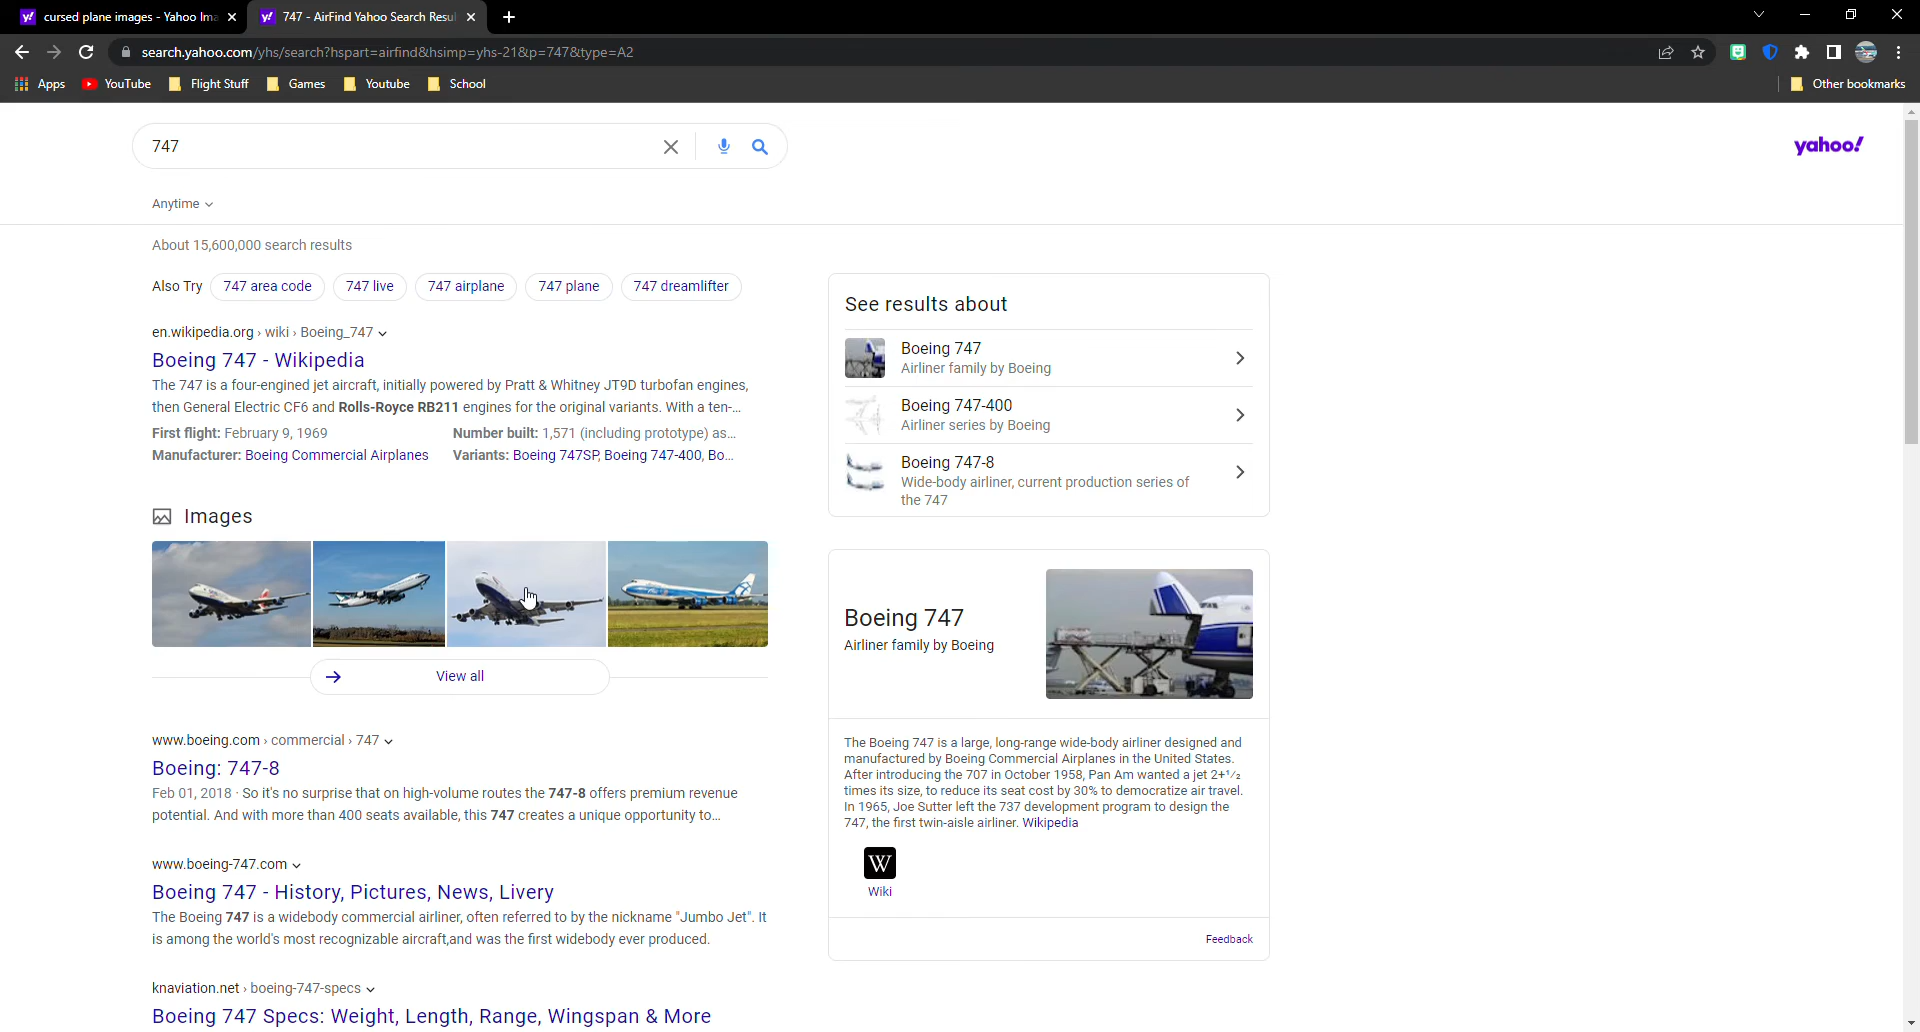 cursed plane images - Yahoo Ima
747 - AirFind Yahoo Search Resul
search.yahoo.com/yhs/search?hspart=airfind&hsimp=yhs-21&p=747&type=A2
Apps
YouTube
Flight Stuff
Games
Youtube
School
Other bookmarks
747
yahoo!
Anytime
About 15,600,000 search results
Also Try 747 area code 747 live 747 airplane 747 plane 747 dreamlifter
en.wikipedia.org › wiki › Boeing_747
Boeing 747 - Wikipedia
The 747 is a four-engined jet aircraft, initially powered by Pratt & Whitney JT9D turbofan engines,
then General Electric CF6 and Rolls-Royce RB211 engines for the original variants. With a ten-...
First flight: February 9, 1969
Number built: 1,571 (including prototype) as...
Manufacturer: Boeing Commercial Airplanes
Variants: Boeing 747SP, Boeing 747-400, Bo...
Images
View all
www.boeing.com › commercial › 747
Boeing: 747-8
Feb 01, 2018 · So it's no surprise that on high-volume routes the 747-8 offers premium revenue
potential. And with more than 400 seats available, this 747 creates a unique opportunity to...
www.boeing-747.com
Boeing 747 - History, Pictures, News, Livery
The Boeing 747 is a widebody commercial airliner, often referred to by the nickname "Jumbo Jet". It
is among the world's most recognizable aircraft,and was the first widebody ever produced.
knaviation.net › boeing-747-specs
Boeing 747 Specs: Weight, Length, Range, Wingspan & More
See results about
Boeing 747
Airliner family by Boeing
Boeing 747-400
Airliner series by Boeing
Boeing 747-8
Wide-body airliner, current production series of
the 747
Boeing 747
Airliner family by Boeing
The Boeing 747 is a large, long-range wide-body airliner designed and
manufactured by Boeing Commercial Airplanes in the United States.
After introducing the 707 in October 1958, Pan Am wanted a jet 2+1/2
times its size, to reduce its seat cost by 30% to democratize air travel.
In 1965, Joe Sutter left the 737 development program to design the
747, the first twin-aisle airliner. Wikipedia
W
Wiki
Feedback